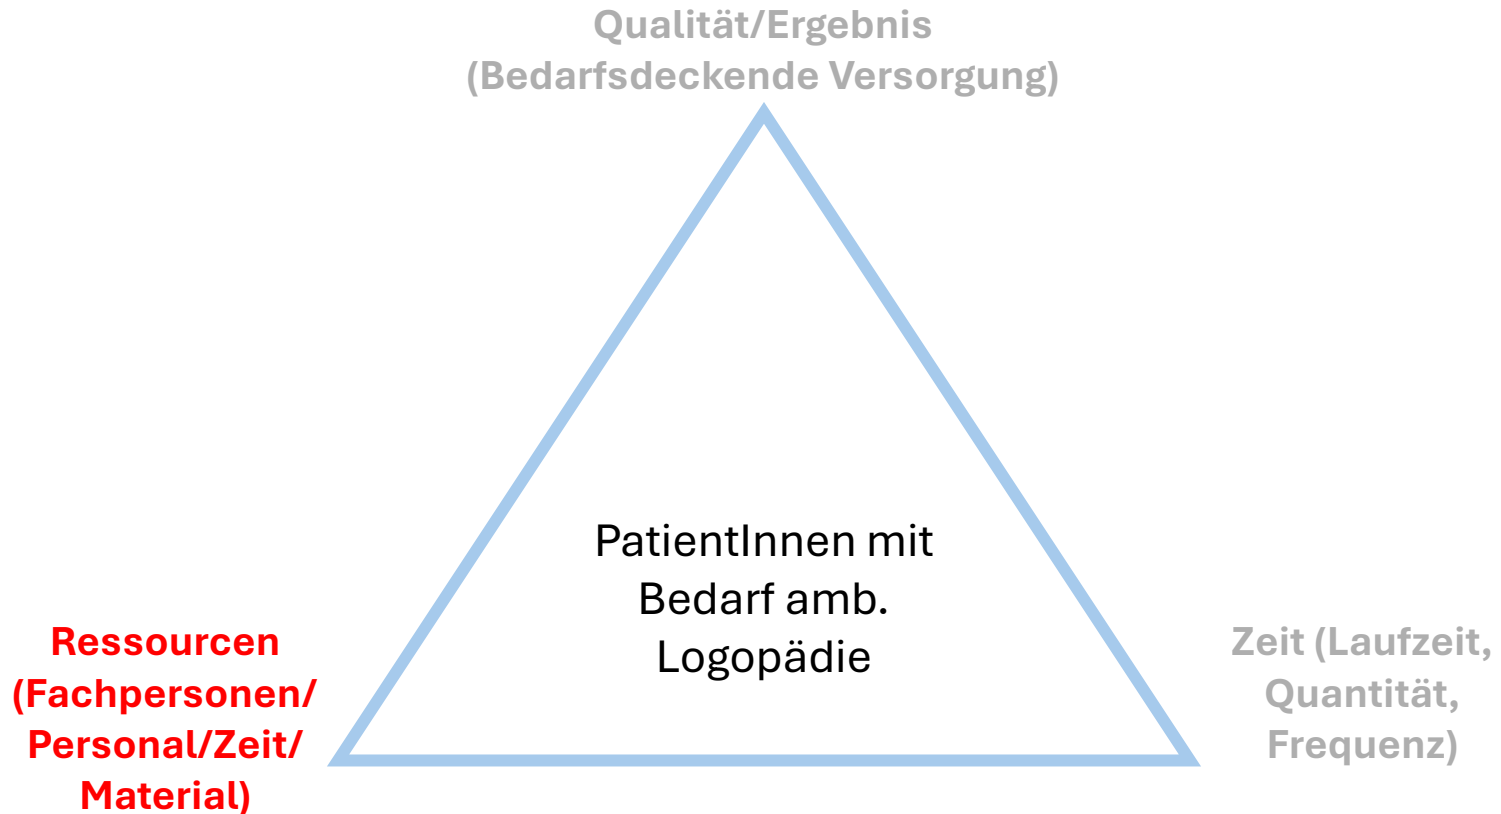 Qualität/Ergebnis
(Bedarfsdeckende Versorgung)
PatientInnen mit
Bedarf amb.
Logopädie
Ressourcen
(Fachpersonen/
Personal/Zeit/
Material)
Zeit (Laufzeit,
Quantität,
Frequenz)